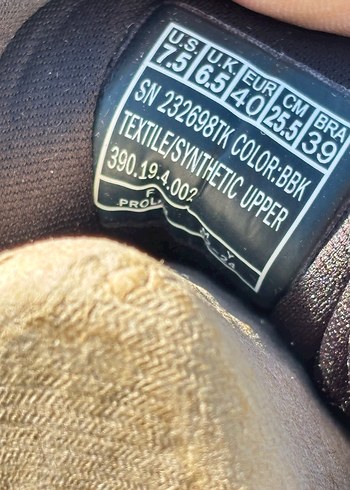 U.S. U.K. EUR CM BRA
7.5 6.5 40 25.5 39
SN 232698TK COLOR:BBK
TEXTILE/SYNTHETIC UPPER
390.19.4.002